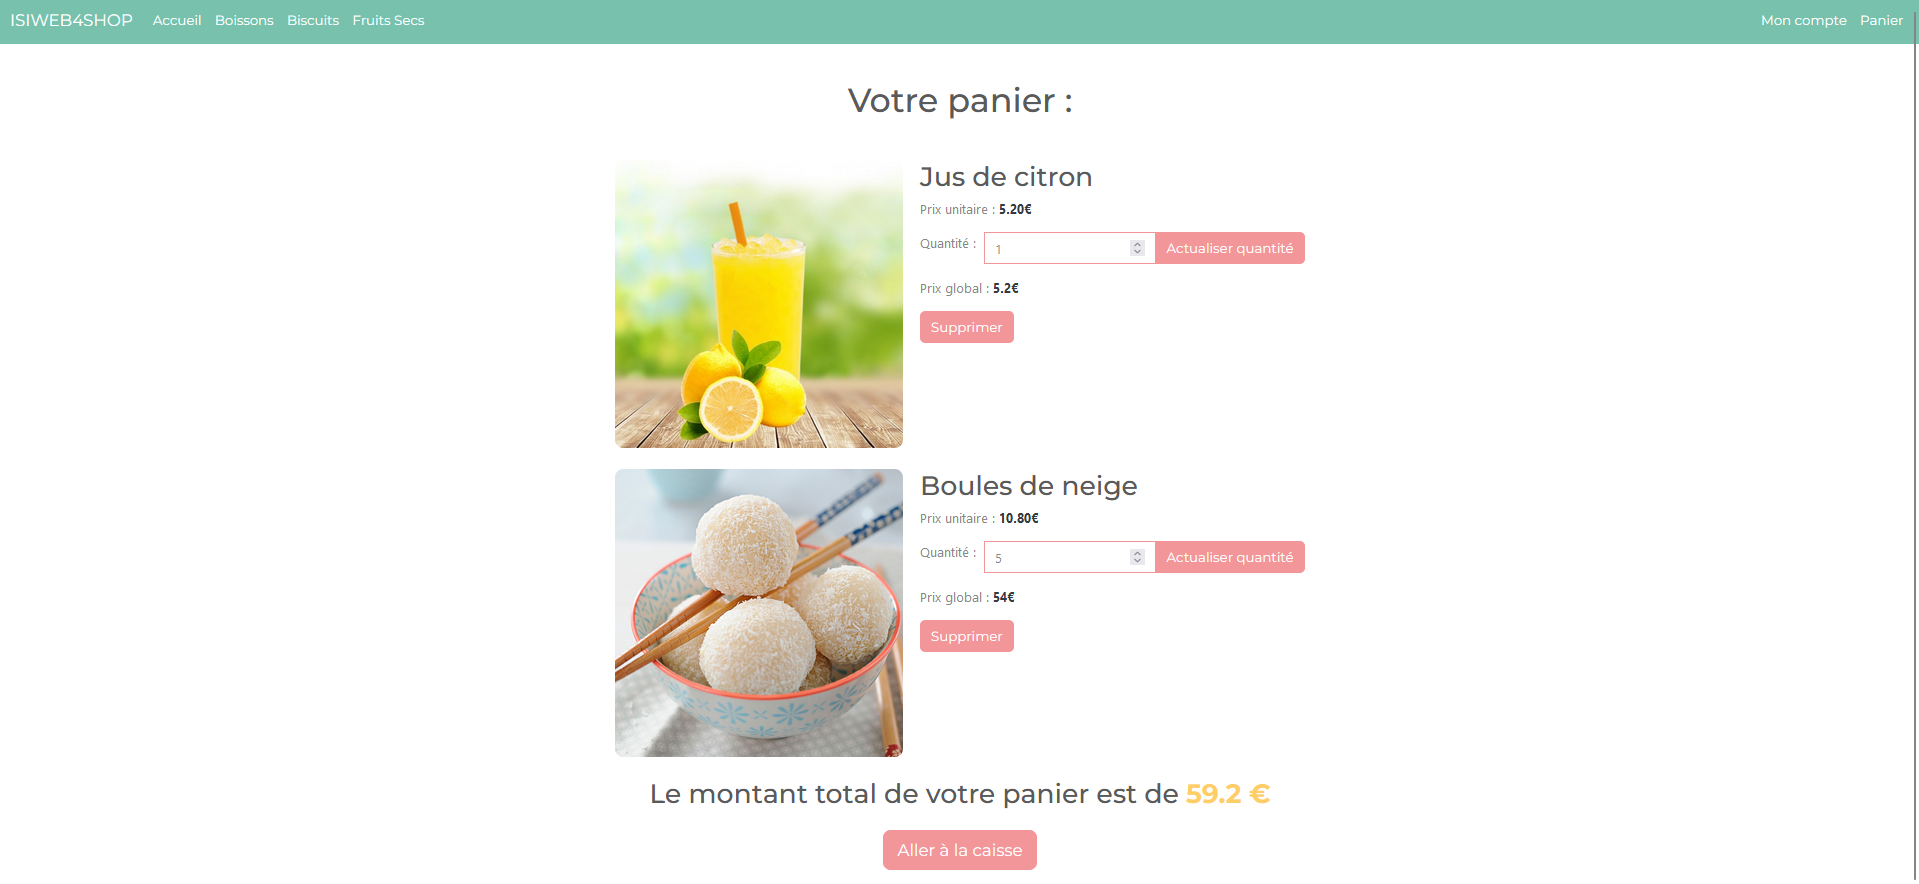 ISIWEB4SHOP Accueil Boissons Biscuits Fruits Secs Mon compte Panier
Votre panier :
Jus de citron
Prix unitaire : 5.20€
Quantité : 1 Actualiser quantité
Prix global : 5.2€
Supprimer
Boules de neige
Prix unitaire : 10.80€
Quantité : 5 Actualiser quantité
Prix global : 54€
Supprimer
Le montant total de votre panier est de 59.2 €
Aller à la caisse